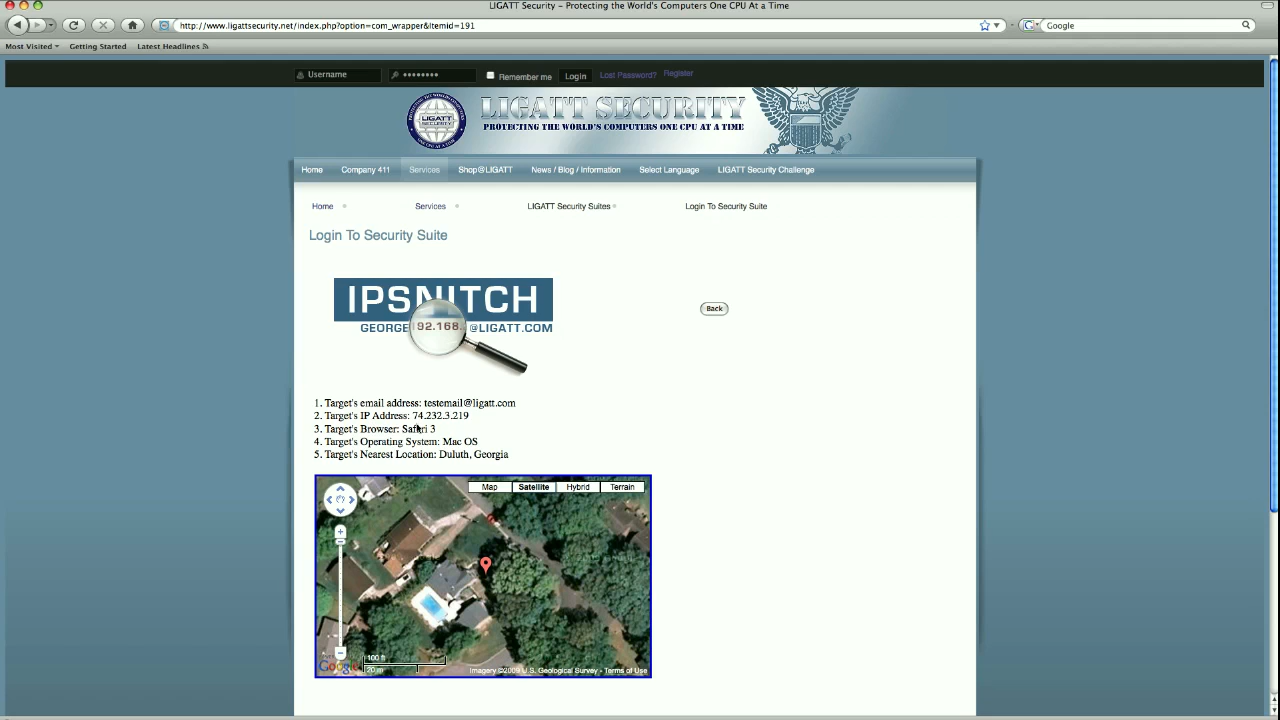 LIGATT Security - Protecting the World's Computers One CPU At a Time
http://www.ligattsecurity.net/index.php?option=com_wrapper&Itemid=191
Google
Most Visited Getting Started Latest Headlines
Username Remember me Login Lost Password? Register
LIGATT SECURITY
PROTECTING THE WORLD'S COMPUTERS ONE CPU AT A TIME
Home Company 411 Services Shop@LIGATT News / Blog / Information Select Language LIGATT Security Challenge
Home Services LIGATT Security Suites Login To Security Suite
Login To Security Suite
IPSNITCH
GEORGE 192.168. @LIGATT.COM
Back
1. Target's email address: testemail@ligatt.com
2. Target's IP Address: 74.232.3.219
3. Target's Browser: Safari 3
4. Target's Operating System: Mac OS
5. Target's Nearest Location: Duluth, Georgia
Map Satellite Hybrid Terrain
100 ft
20 m
Google
Imagery ©2009 U.S. Geological Survey - Terms of Use